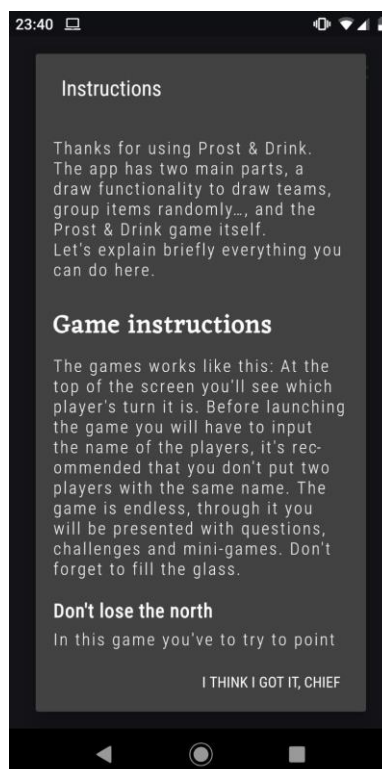 23:40
Instructions
Thanks for using Prost & Drink.
The app has two main parts, a
draw functionality to draw teams,
group items randomly…, and the
Prost & Drink game itself.
Let's explain briefly everything you
can do here.
Game instructions
The games works like this: At the
top of the screen you'll see which
player's turn it is. Before launching
the game you will have to input
the name of the players, it's rec-
ommended that you don't put two
players with the same name. The
game is endless, through it you
will be presented with questions,
challenges and mini-games. Don't
forget to fill the glass.
Don't lose the north
In this game you've to try to point
I THINK I GOT IT, CHIEF